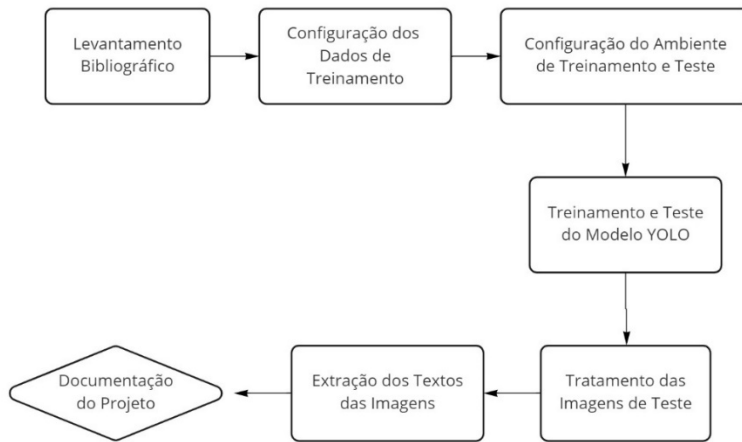 Levantamento
Bibliográfico
Configuração dos
Dados de
Treinamento
Configuração do Ambiente
de Treinamento e Teste
Treinamento e Teste
do Modelo YOLO
Tratamento das
Imagens de Teste
Extração dos Textos
das Imagens
Documentação
do Projeto